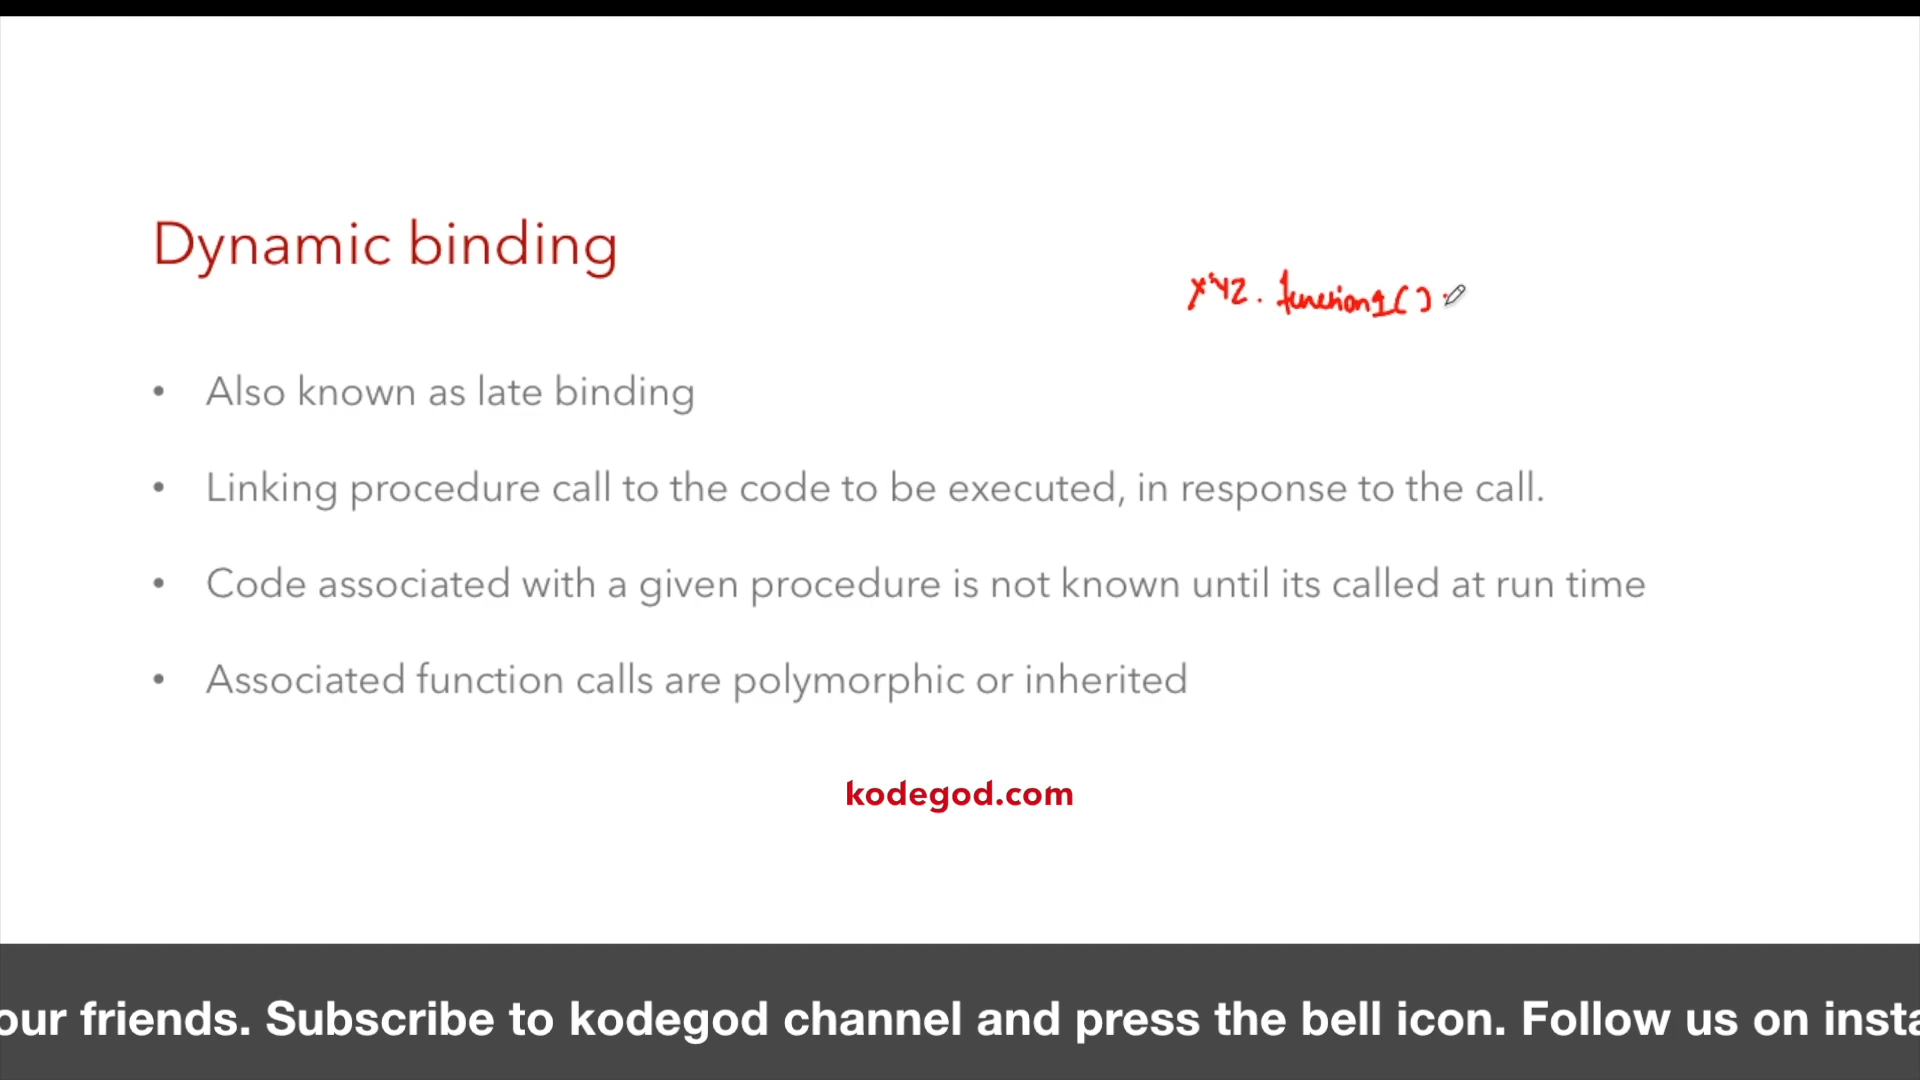 Dynamic binding
xyz. function1()
• Also known as late binding
• Linking procedure call to the code to be executed, in response to the call.
• Code associated with a given procedure is not known until its called at run time
• Associated function calls are polymorphic or inherited
kodegod.com
our friends. Subscribe to kodegod channel and press the bell icon. Follow us on insta